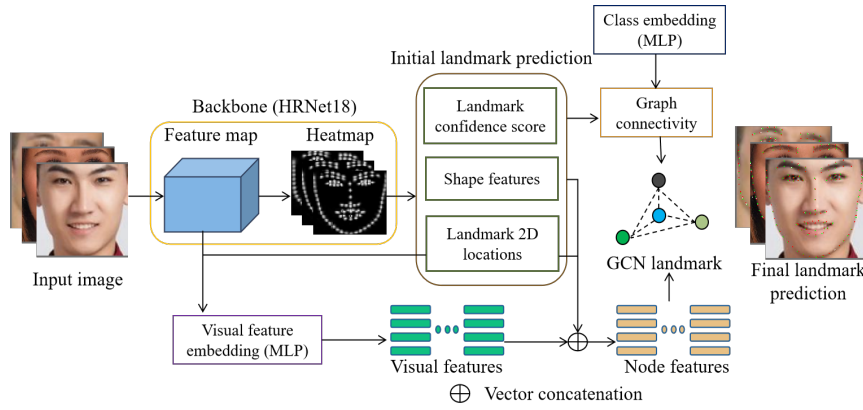 Class embedding
(MLP)
Initial landmark prediction
Backbone (HRNet18)
Feature map
Heatmap
Landmark
confidence score
Graph
connectivity
Shape features
Landmark 2D
locations
Input image
GCN landmark
Final landmark
prediction
Visual feature
embedding (MLP)
Visual features
Node features
Vector concatenation